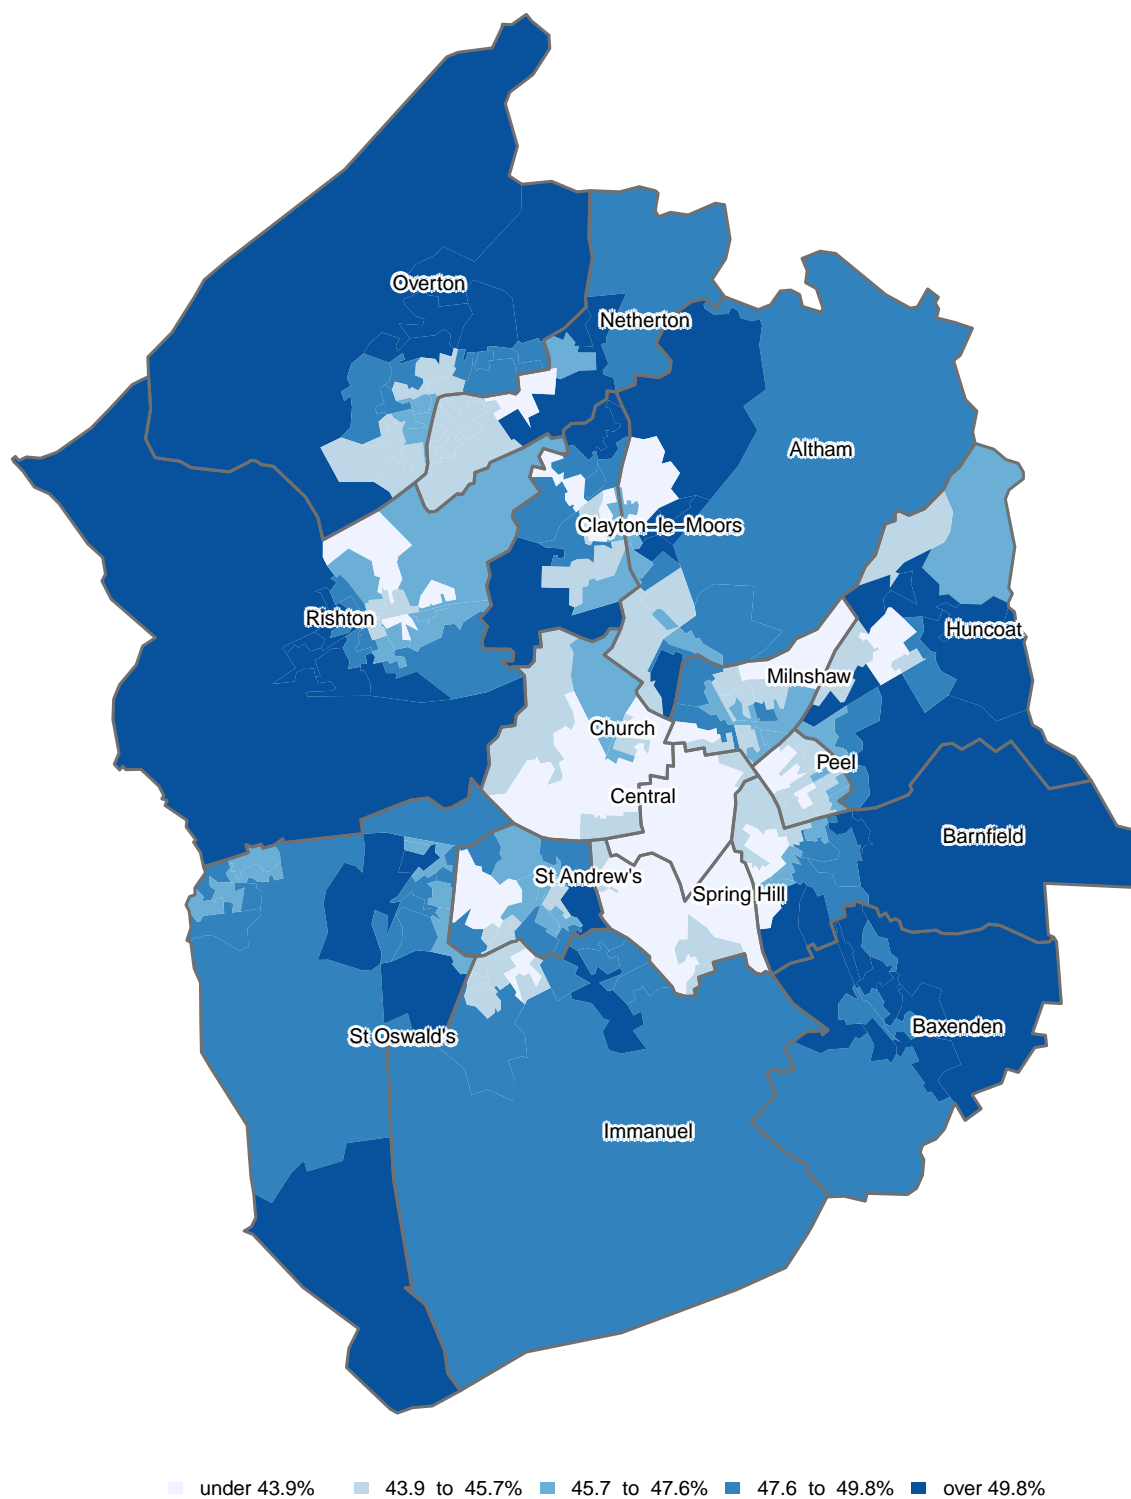 Overton
Netherton
Altham
Clayton–le–Moors
Rishton
Huncoat
Milnshaw
Church
Peel
Central
Barnfield
St Andrew's
Spring Hill
Baxenden
St Oswald's
Immanuel
under 43.9% 43.9 to 45.7% 45.7 to 47.6% 47.6 to 49.8% over 49.8%